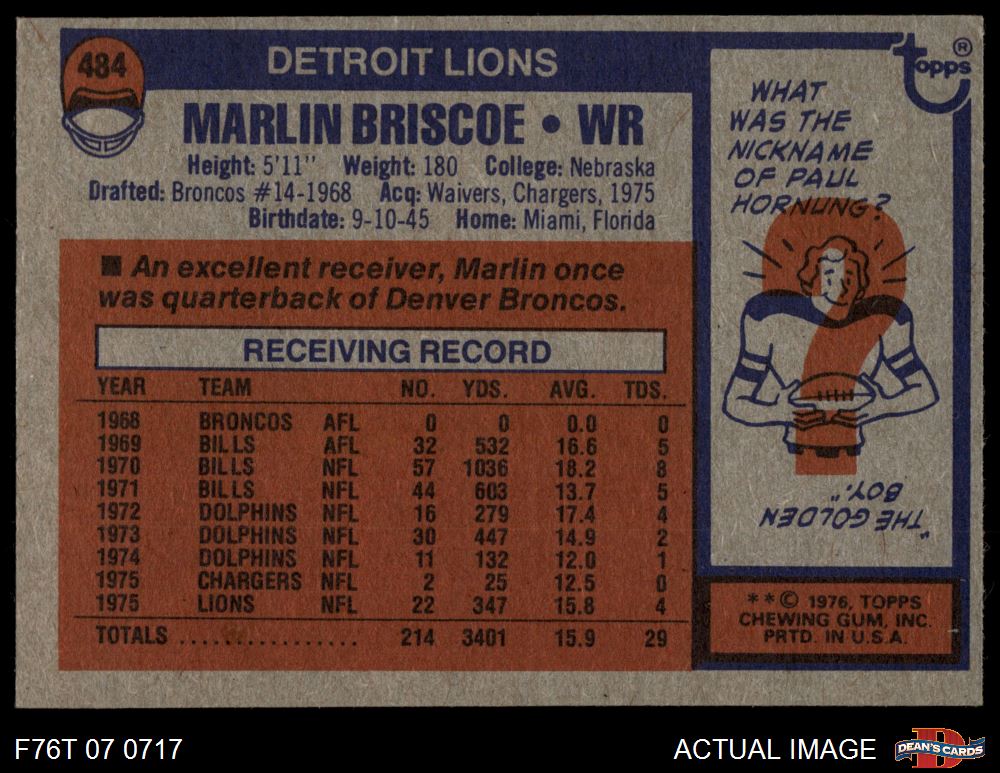 484
DETROIT LIONS
MARLIN BRISCOE • WR
Height: 5'11" Weight: 180 College: Nebraska
Drafted: Broncos #14-1968 Acq: Waivers, Chargers, 1975
Birthdate: 9-10-45 Home: Miami, Florida
■ An excellent receiver, Marlin once
was quarterback of Denver Broncos.
RECEIVING RECORD
YEAR TEAM NO. YDS. AVG. TDS.
1968 BRONCOS AFL 0 0 0.0 0
1969 BILLS AFL 32 532 16.6 5
1970 BILLS NFL 57 1036 18.2 8
1971 BILLS NFL 44 603 13.7 5
1972 DOLPHINS NFL 16 279 17.4 4
1973 DOLPHINS NFL 30 447 14.9 2
1974 DOLPHINS NFL 11 132 12.0 1
1975 CHARGERS NFL 2 25 12.5 0
1975 LIONS NFL 22 347 15.8 4
TOTALS ................. 214 3401 15.9 29
topps ®
WHAT
WAS THE
NICKNAME
OF PAUL
HORNUNG?
?
"THE GOLDEN
BOY."
**© 1976, TOPPS
CHEWING GUM, INC.
PRTD. IN U.S.A.
F76T 07 0717
ACTUAL IMAGE
D
DEAN'S CARDS